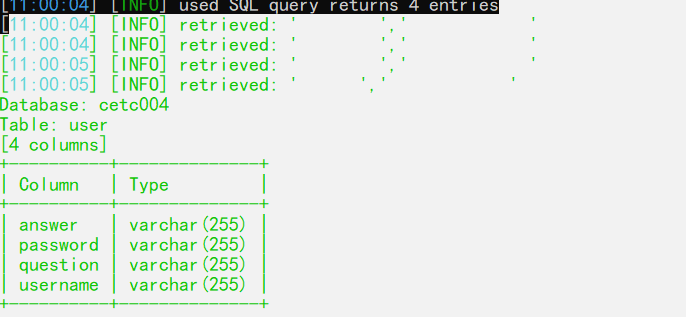 [11:00:04] [INFO] used SQL query returns 4 entries
[11:00:04] [INFO] retrieved: ' ',' '
[11:00:04] [INFO] retrieved: ' ',' '
[11:00:05] [INFO] retrieved: ' ',' '
[11:00:05] [INFO] retrieved: ' ',' '
Database: cetc004
Table: user
[4 columns]
+----------+--------------+
| Column | Type |
+----------+--------------+
| answer | varchar(255) |
| password | varchar(255) |
| question | varchar(255) |
| username | varchar(255) |
+----------+--------------+